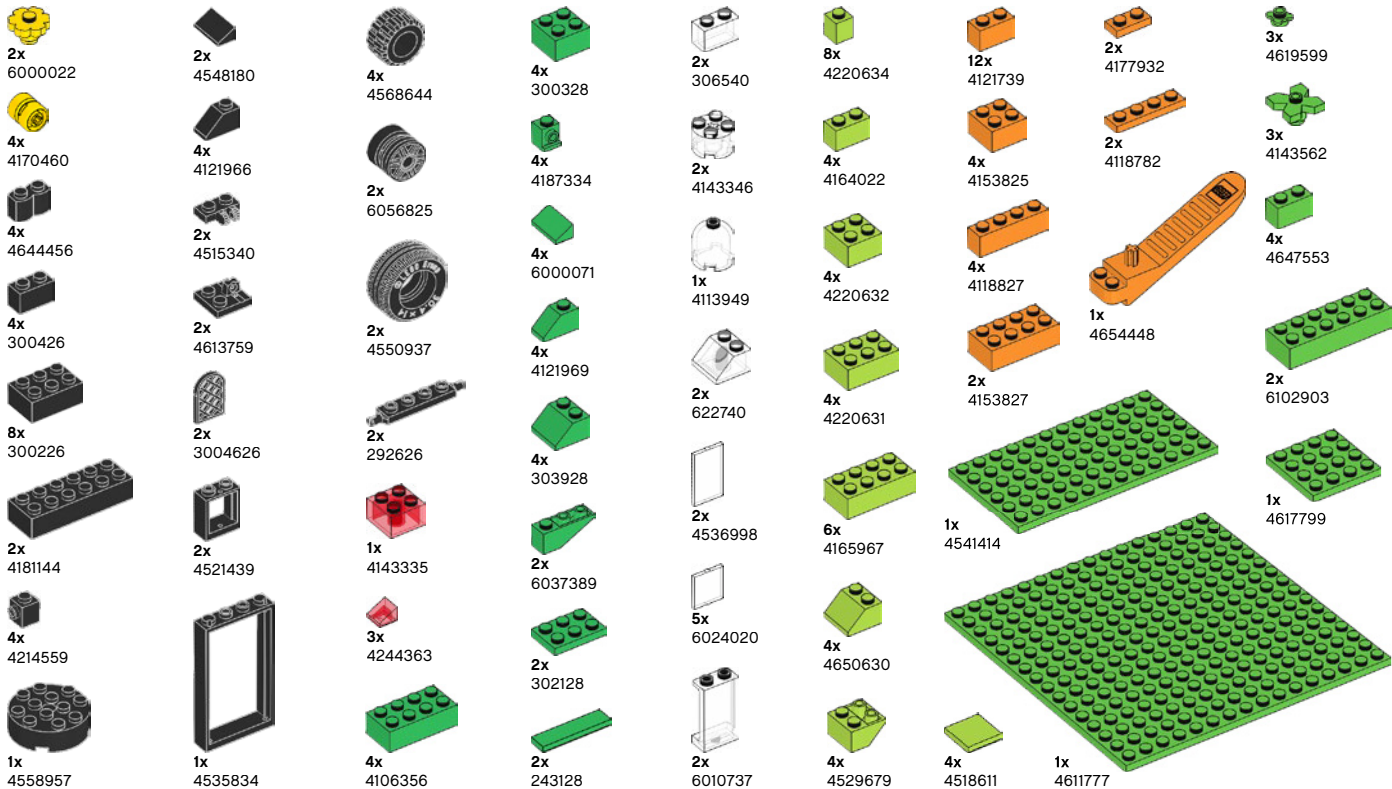 2x
6000022
4x
4170460
4x
4644456
4x
300426
8x
300226
2x
4181144
4x
4214559
1x
4558957
2x
4548180
4x
4121966
2x
4515340
2x
4613759
2x
3004626
2x
4521439
1x
4535834
4x
4568644
2x
6056825
2x
4550937
2x
292626
1x
4143335
3x
4244363
4x
4106356
4x
300328
4x
4187334
4x
6000071
4x
4121969
4x
303928
2x
6037389
2x
302128
2x
243128
2x
306540
2x
4143346
1x
4113949
2x
622740
2x
4536998
5x
6024020
2x
6010737
8x
4220634
4x
4164022
4x
4220632
4x
4220631
6x
4165967
4x
4650630
4x
4529679
12x
4121739
4x
4153825
4x
4118827
2x
4153827
1x
4541414
4x
4518611
2x
4177932
2x
4118782
1x
4654448
1x
4611777
3x
4619599
3x
4143562
4x
4647553
2x
6102903
1x
4617799